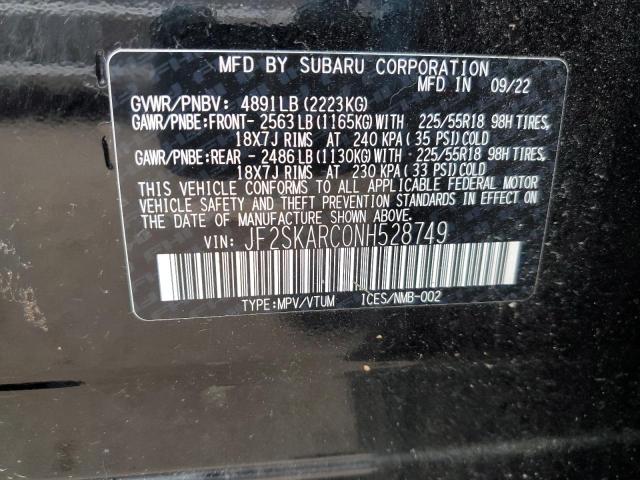 MFD BY SUBARU CORPORATION
MFD IN 09/22
GVWR/PNBV: 4891LB(2223KG)
GAWR/PNBE:FRONT-2563LB(1165KG)WITH 225/55R18 98H TIRES,
18X7J RIMS AT 240 KPA(35 PSI)COLD
GAWR/PNBE:REAR -2486LB(1130KG)WITH 225/55R18 98H TIRES,
18X7J RIMS AT 230 KPA(33 PSI)COLD
THIS VEHICLE CONFORMS TO ALL APPLICABLE FEDERAL MOTOR
VEHICLE SAFETY AND THEFT PREVENTION STANDARDS IN EFFECT ON
THE DATE OF MANUFACTURE SHOWN ABOVE.
VIN: JF2SKARC0NH528749
TYPE:MPV/VTUM ICES/NMB-002